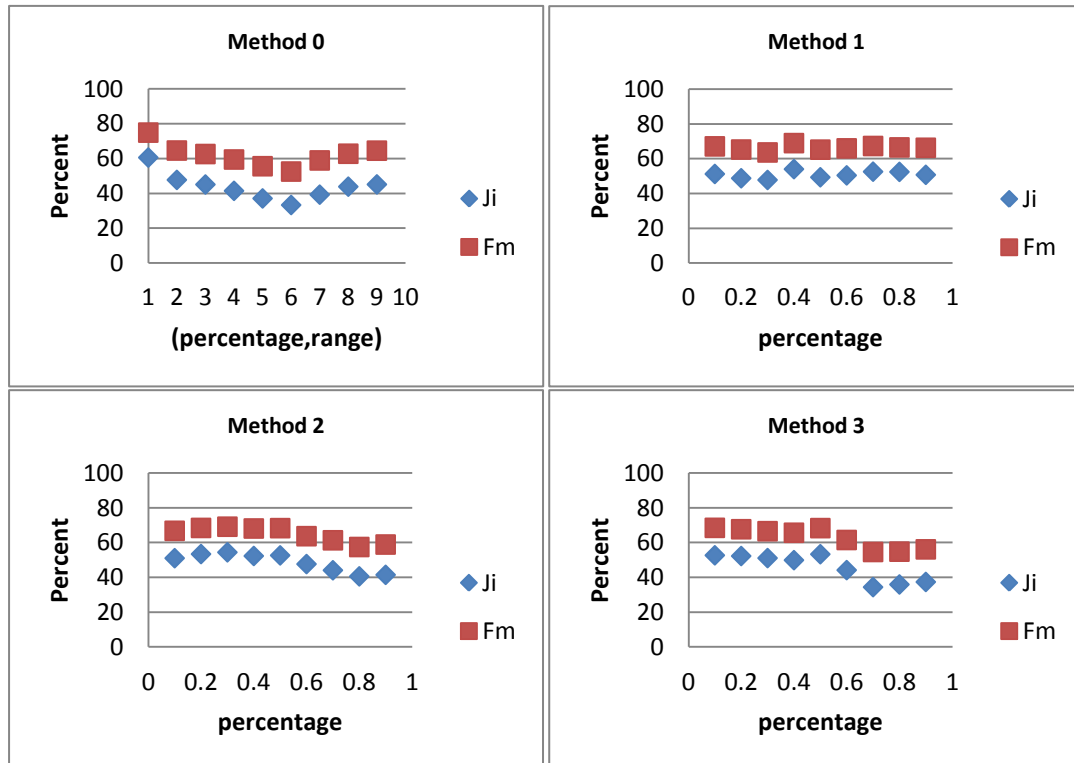 Method 0
100
80
60
40
20
0
Percent
1 2 3 4 5 6 7 8 9 10
(percentage,range)
Ji
Fm
Method 1
100
80
60
40
20
0
Percent
0 0.2 0.4 0.6 0.8 1
percentage
Ji
Fm
Method 2
100
80
60
40
20
0
Percent
0 0.2 0.4 0.6 0.8 1
percentage
Ji
Fm
Method 3
100
80
60
40
20
0
Percent
0 0.2 0.4 0.6 0.8 1
percentage
Ji
Fm